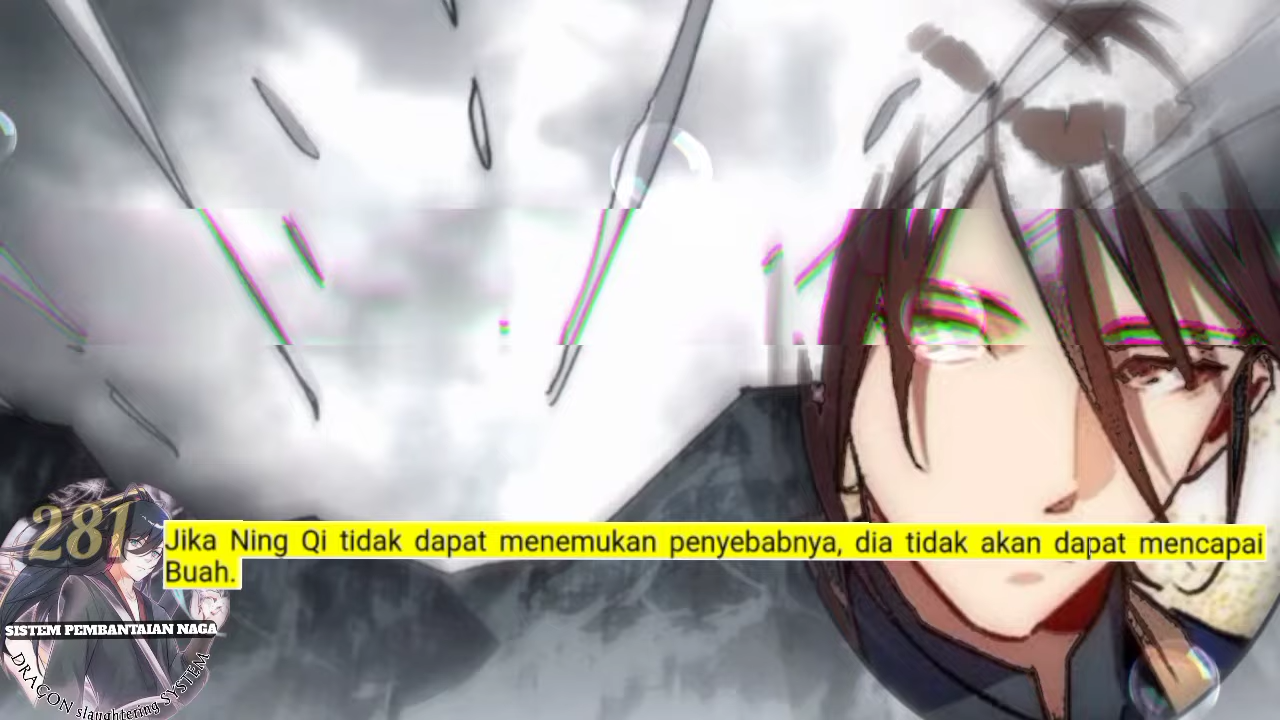 281
Jika Ning Qi tidak dapat menemukan penyebabnya, dia tidak akan dapat mencapai
Buah.
SISTEM PEMBANTAIAN NAGA
DRAGON slaughtering SYSTEM